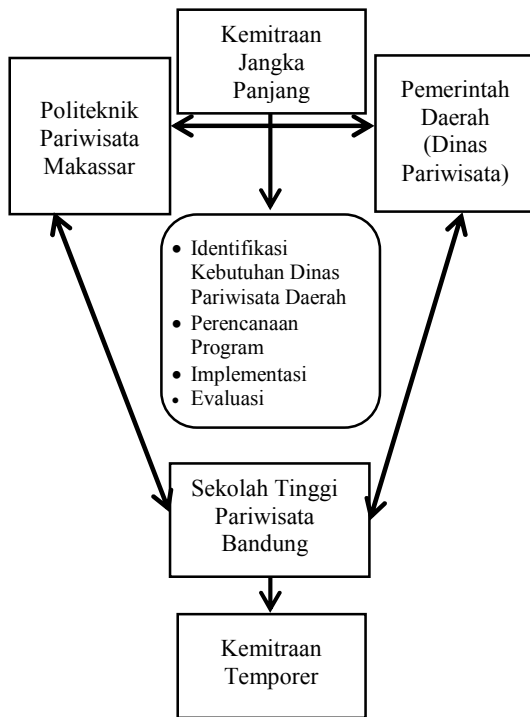 Kemitraan
Jangka
Panjang
Politeknik
Pariwisata
Makassar
Pemerintah
Daerah
(Dinas
Pariwisata)
• Identifikasi
Kebutuhan Dinas
Pariwisata Daerah
• Perencanaan
Program
• Implementasi
• Evaluasi
Sekolah Tinggi
Pariwisata
Bandung
Kemitraan
Temporer